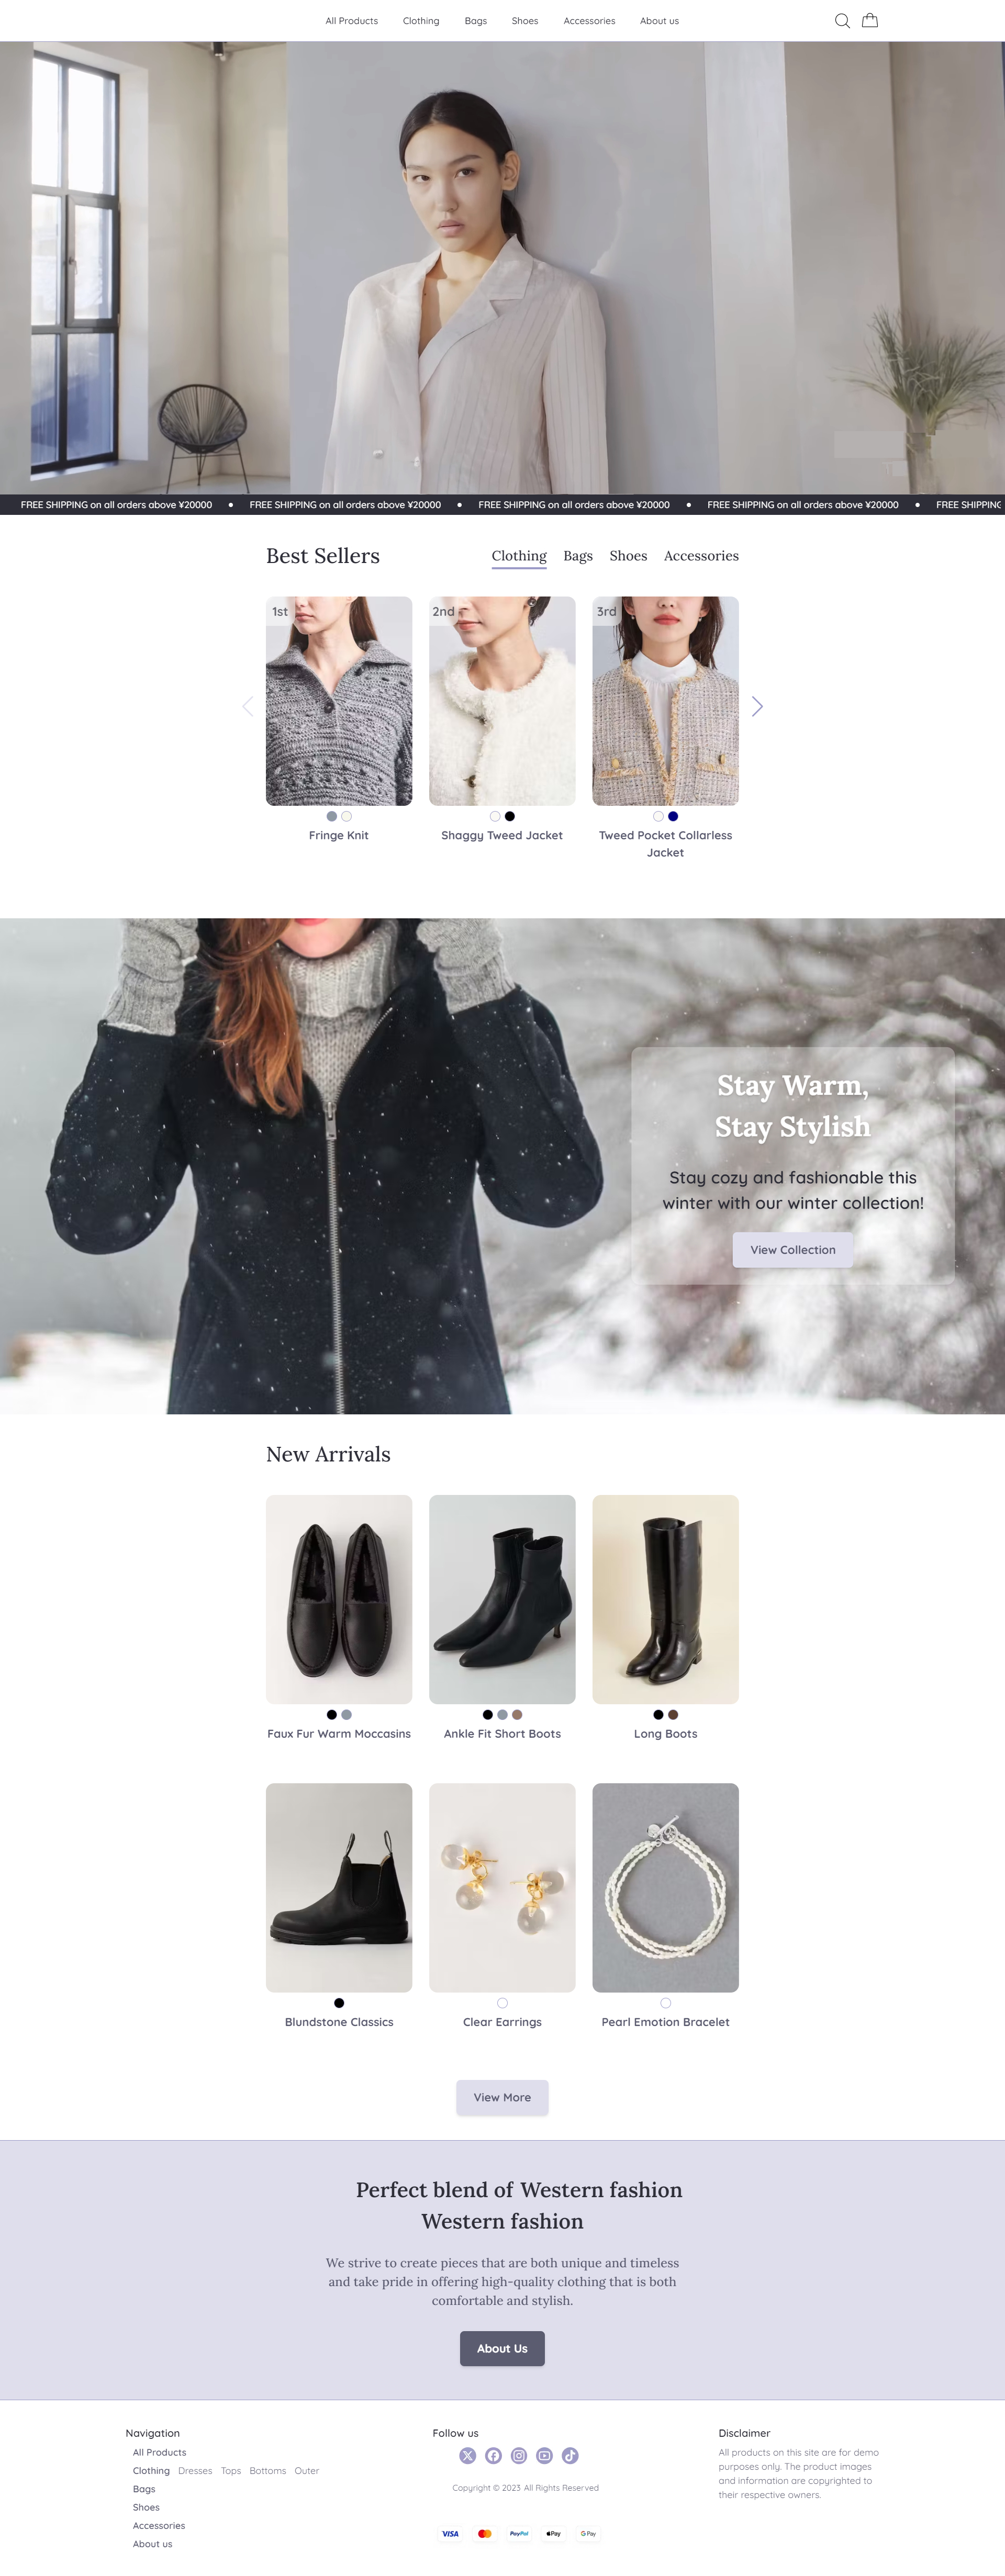 All Products Clothing Bags Shoes Accessories About us
FREE SHIPPING on all orders above ¥20000 • FREE SHIPPING on all orders above ¥20000 • FREE SHIPPING on all orders above ¥20000 • FREE SHIPPING on all orders above ¥20000 • FREE SHIPPING
Best Sellers
Clothing Bags Shoes Accessories
1st
2nd
3rd
Fringe Knit
Shaggy Tweed Jacket
Tweed Pocket Collarless
Jacket
Stay Warm,
Stay Stylish
Stay cozy and fashionable this
winter with our winter collection!
View Collection
New Arrivals
Faux Fur Warm Moccasins
Ankle Fit Short Boots
Long Boots
Blundstone Classics
Clear Earrings
Pearl Emotion Bracelet
View More
Perfect blend of Western fashion
Western fashion
We strive to create pieces that are both unique and timeless
and take pride in offering high-quality clothing that is both
comfortable and stylish.
About Us
Navigation
All Products
Clothing Dresses Tops Bottoms Outer
Bags
Shoes
Accessories
About us
Follow us
Copyright © 2023 All Rights Reserved
VISA
PayPal
Pay
G Pay
Disclaimer
All products on this site are for demo
purposes only. The product images
and information are copyrighted to
their respective owners.